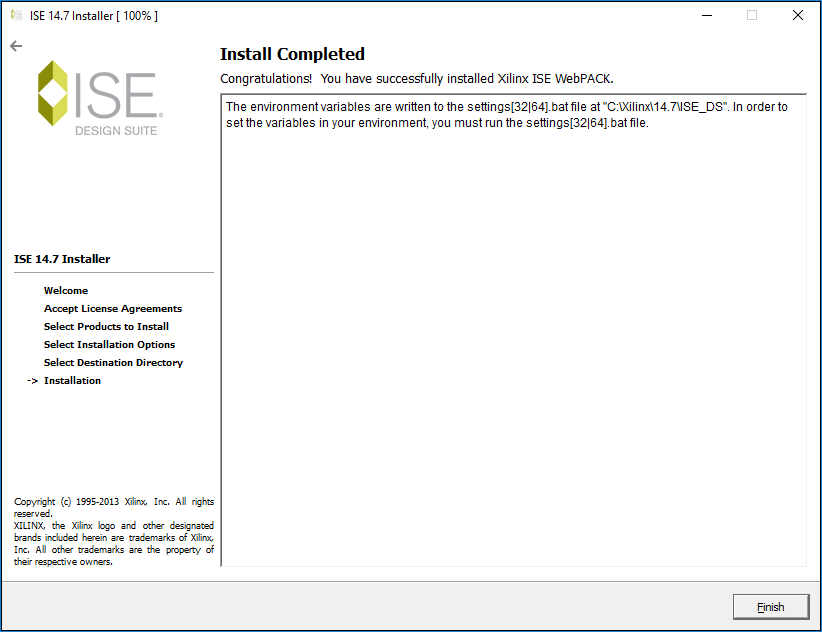 ISE 14.7 Installer [ 100% ]
ISE
DESIGN SUITE
ISE 14.7 Installer
Welcome
Accept License Agreements
Select Products to Install
Select Installation Options
Select Destination Directory
-> Installation
Copyright (c) 1995-2013 Xilinx, Inc. All rights
reserved.
XILINX, the Xilinx logo and other designated
brands included herein are trademarks of Xilinx,
Inc. All other trademarks are the property of
their respective owners.
Install Completed
Congratulations!  You have successfully installed Xilinx ISE WebPACK.
The environment variables are written to the settings[32|64].bat file at "C:\Xilinx\14.7\ISE_DS". In order to
set the variables in your environment, you must run the settings[32|64].bat file.
Finish